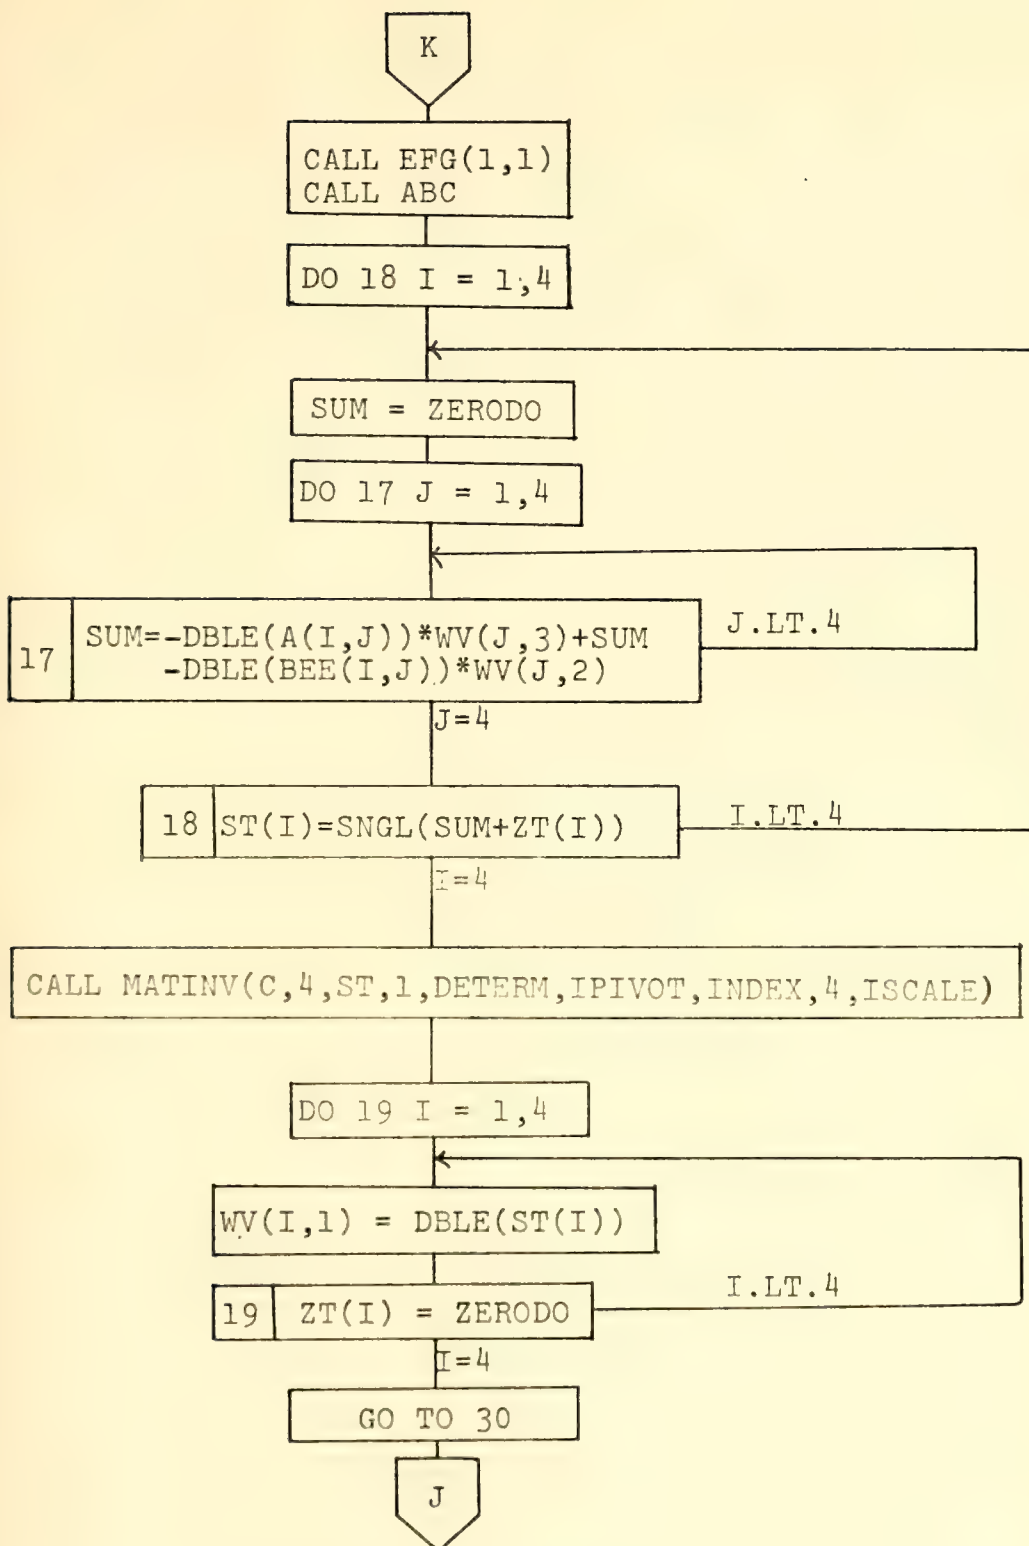 K
CALL EFG(1,1)
CALL ABC
DO 18 I = 1,4
SUM = ZERODO
DO 17 J = 1,4
17 SUM=-DBLE(A(I,J))*WV(J,3)+SUM
-DBLE(BEE(I,J))*WV(J,2)
J.LT.4
J=4
18 ST(I)=SNGL(SUM+ZT(I))
I.LT.4
I=4
CALL MATINV(C,4,ST,1,DETERM,IPIVOT,INDEX,4,ISCALE)
DO 19 I = 1,4
WV(I,1) = DBLE(ST(I))
19 ZT(I) = ZERODO
I.LT.4
I=4
GO TO 30
J